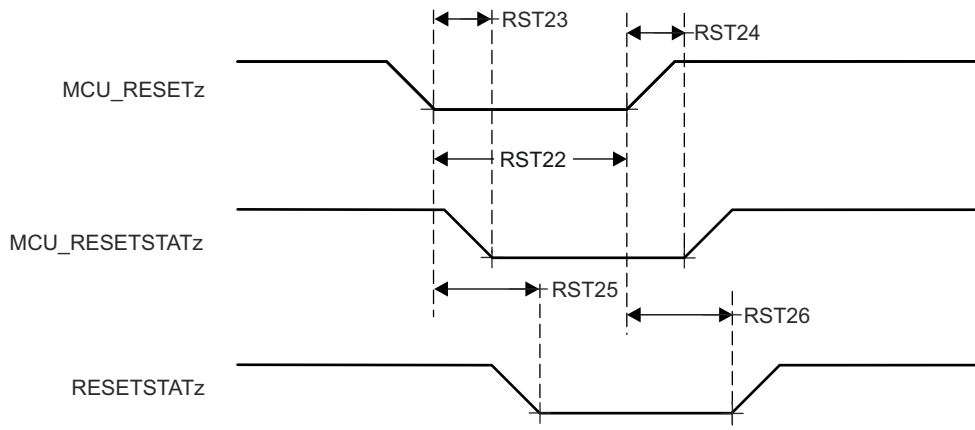 RST23
RST24
MCU_RESETz
RST22
MCU_RESETSTATz
RST25
RST26
RESETSTATz